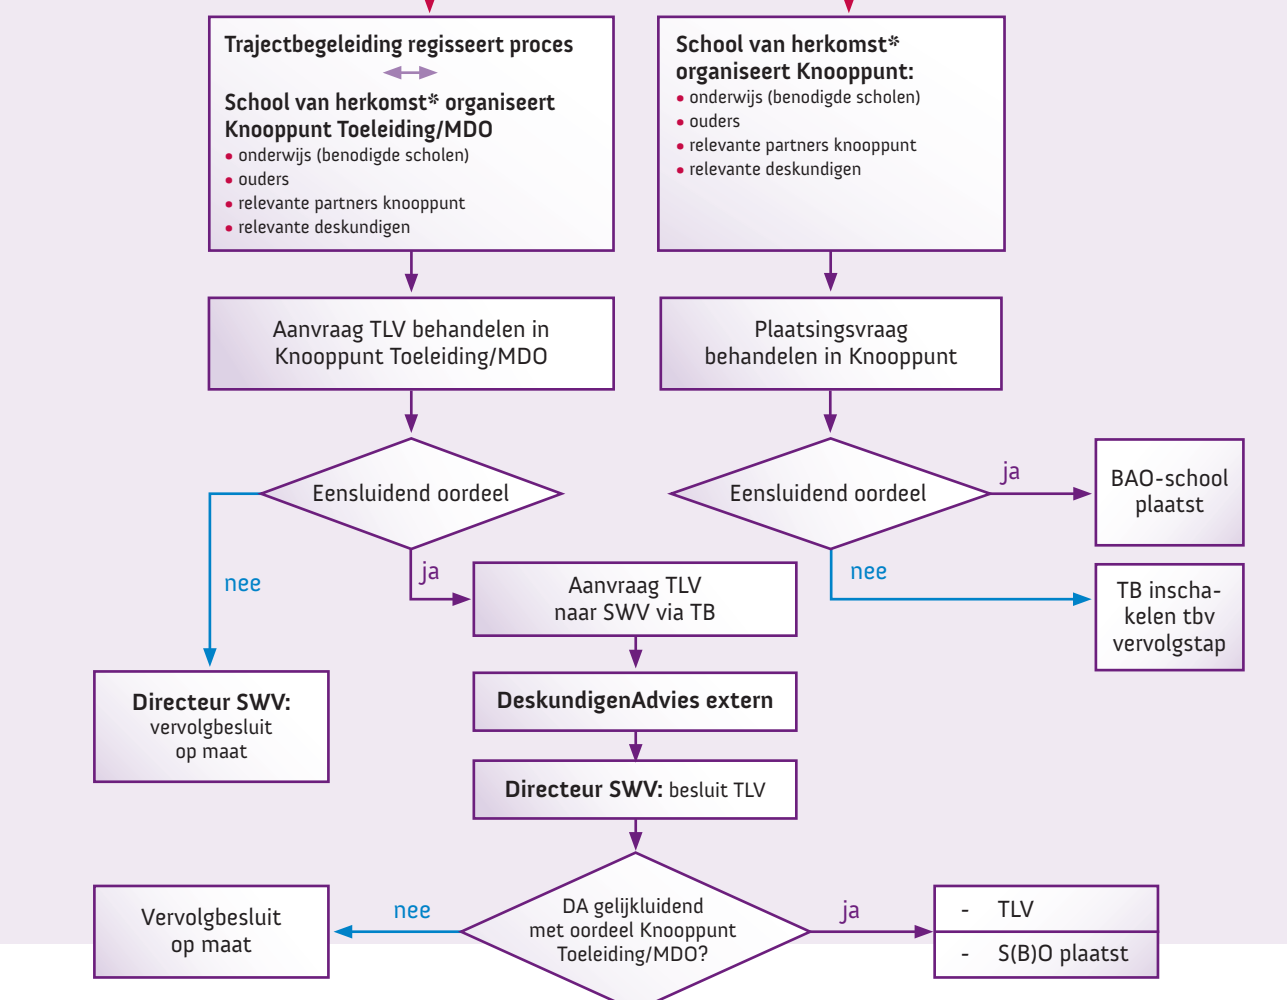 Trajectbegeleiding regisseert proces
School van herkomst* organiseert
Knooppunt Toeleiding/MDO
• onderwijs (benodigde scholen)
• ouders
• relevante partners knooppunt
• relevante deskundigen
School van herkomst*
organiseert Knooppunt:
• onderwijs (benodigde scholen)
• ouders
• relevante partners knooppunt
• relevante deskundigen
Aanvraag TLV behandelen in
Knooppunt Toeleiding/MDO
Plaatsingsvraag
behandelen in Knooppunt
Eensluidend oordeel
Eensluidend oordeel
ja
BAO-school
plaatst
nee
ja
nee
Aanvraag TLV
naar SWV via TB
TB inscha-
kelen tbv
vervolgstap
Directeur SWV:
vervolgbesluit
op maat
DeskundigenAdvies extern
Directeur SWV: besluit TLV
DA gelijkluidend
met oordeel Knooppunt
Toeleiding/MDO?
nee
Vervolgbesluit
op maat
ja
- TLV
- S(B)O plaatst